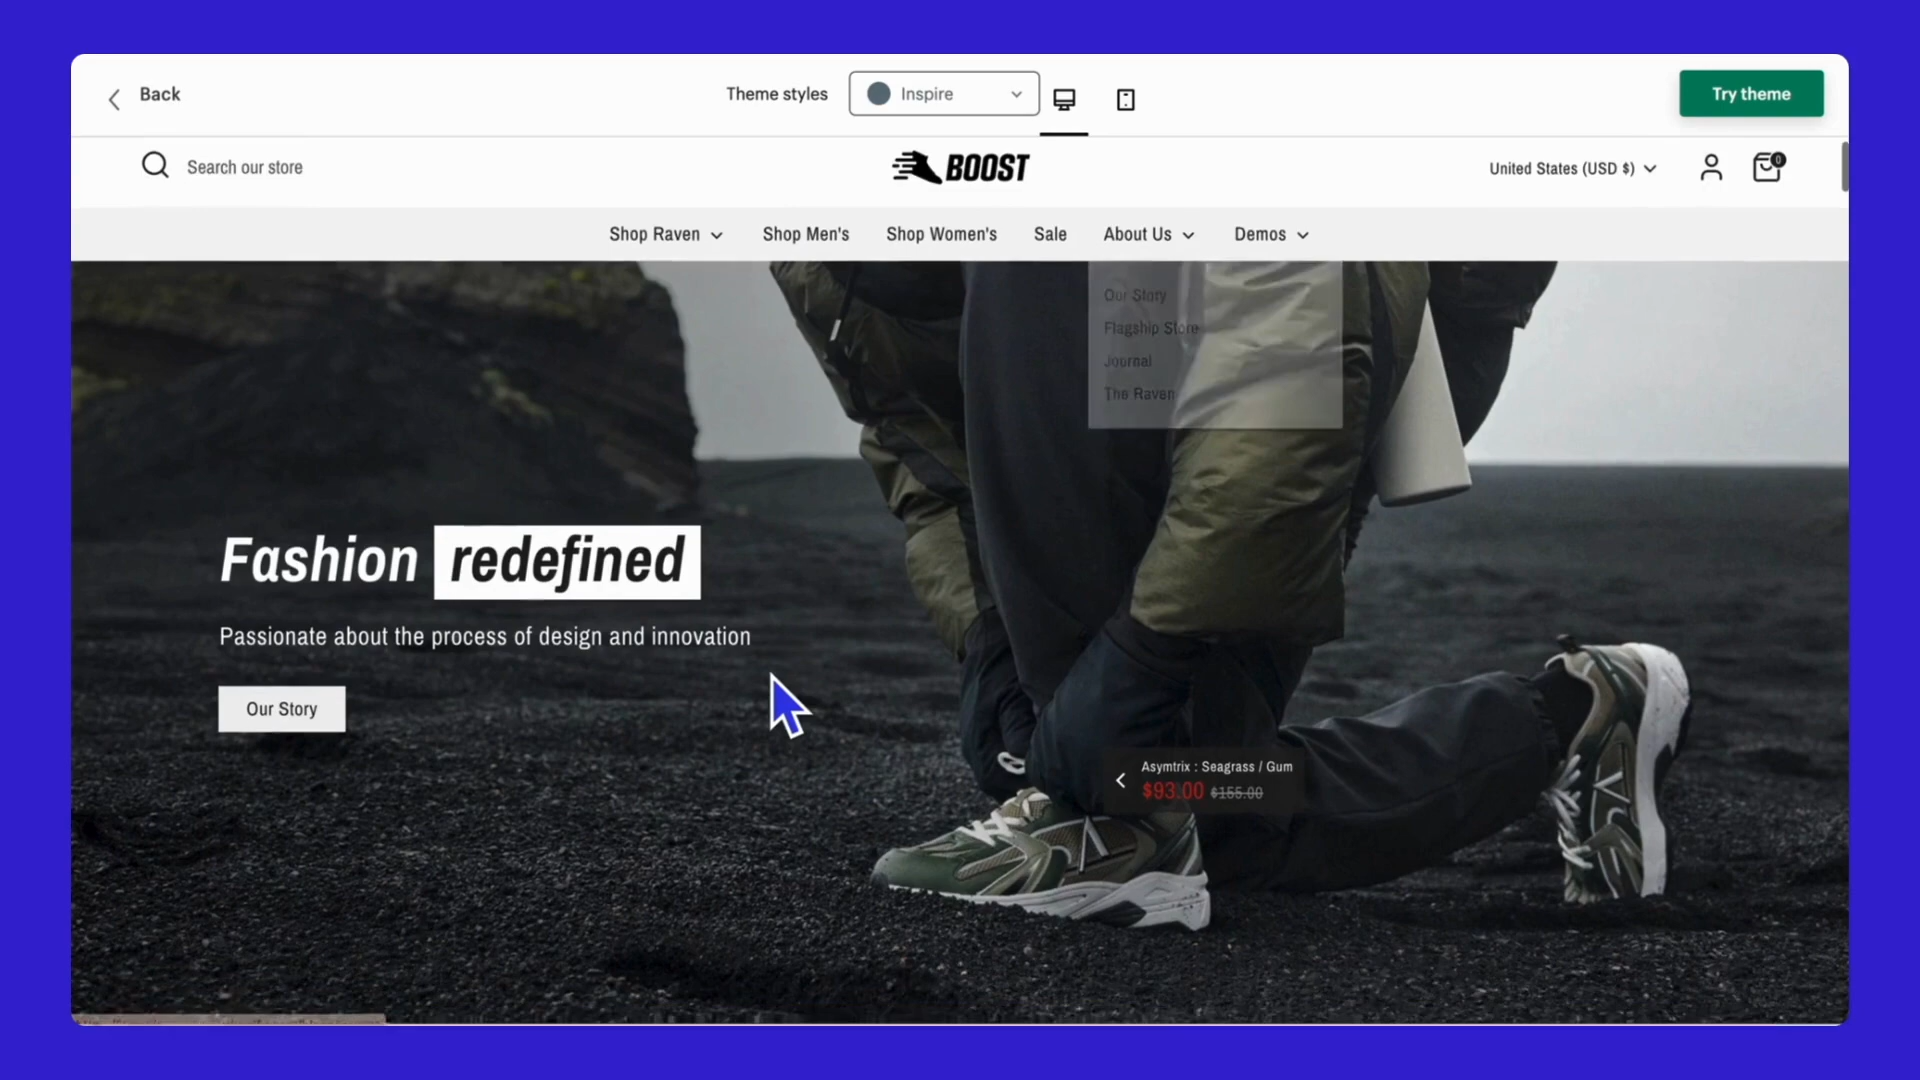 Back
Theme styles
Inspire
Try theme
Search our store
BOOST
United States (USD $)
0
Shop Raven
Shop Men's
Shop Women's
Sale
About Us
Demos
Our Story
Flagship Store
Journal
The Raven
Fashion redefined
Passionate about the process of design and innovation
Our Story
Asymtrix : Seagrass / Gum
$93.00 $155.00